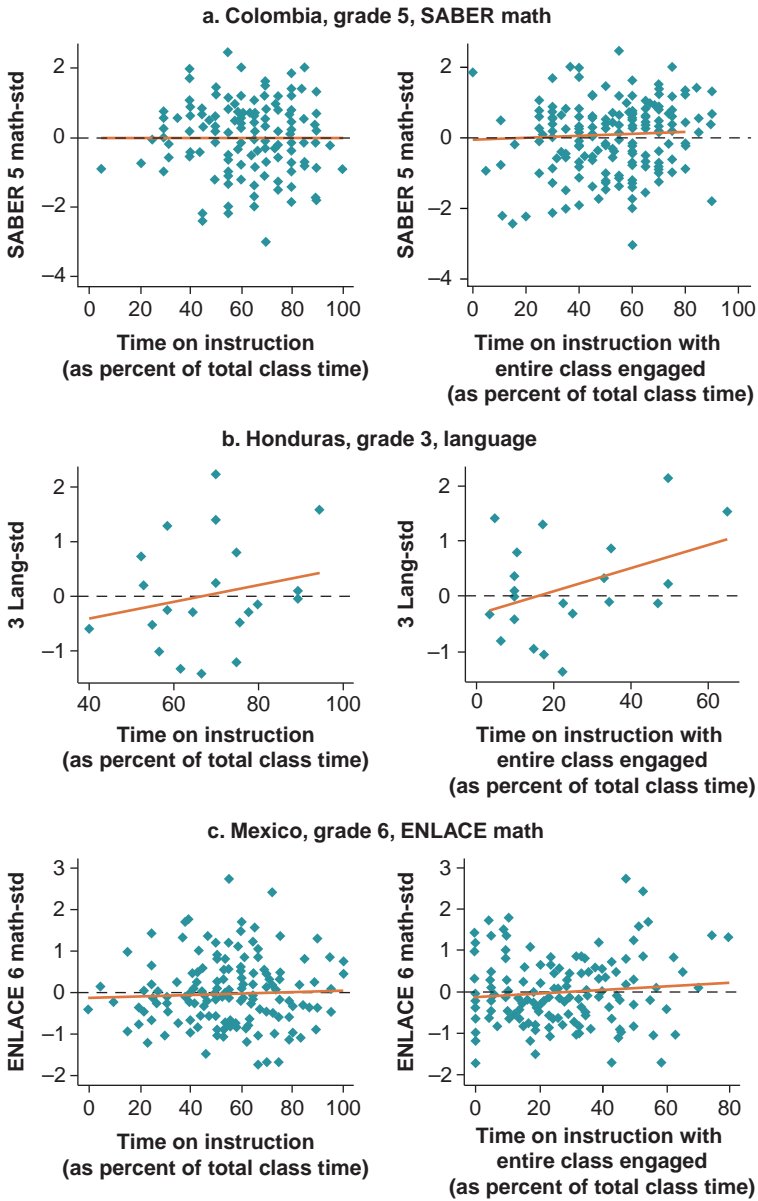 a. Colombia, grade 5, SABER math
SABER 5 math-std
2
0
–2
–4
0 20 40 60 80 100
Time on instruction
(as percent of total class time)
SABER 5 math-std
2
0
–2
–4
0 20 40 60 80 100
Time on instruction with
entire class engaged
(as percent of total class time)
b. Honduras, grade 3, language
3 Lang-std
2
1
0
–1
40 60 80 100
Time on instruction
(as percent of total class time)
3 Lang-std
2
1
0
–1
0 20 40 60
Time on instruction with
entire class engaged
(as percent of total class time)
c. Mexico, grade 6, ENLACE math
ENLACE 6 math-std
3
2
1
0
–1
–2
0 20 40 60 80 100
Time on instruction
(as percent of total class time)
ENLACE 6 math-std
3
2
1
0
–1
–2
0 20 40 60 80
Time on instruction with
entire class engaged
(as percent of total class time)